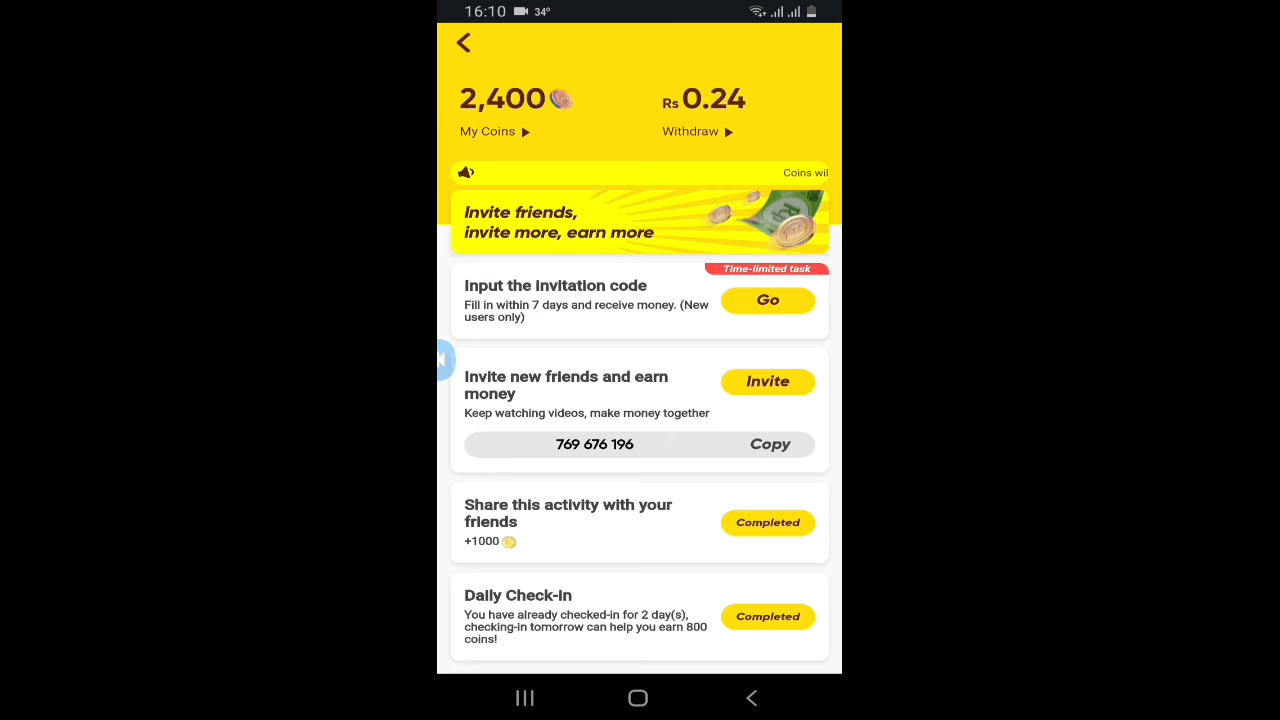 16:10 34°
2,400 Rs 0.24
My Coins Withdraw
Coins wil
Invite friends,
invite more, earn more
Time-limited task
Input the invitation code
Go
Fill in within 7 days and receive money. (New
users only)
Invite new friends and earn
money
Invite
Keep watching videos, make money together
769 676 196 Copy
Share this activity with your
friends
Completed
+1000
Daily Check-in
You have already checked-in for 2 day(s),
checking-in tomorrow can help you earn 800
coins!
Completed